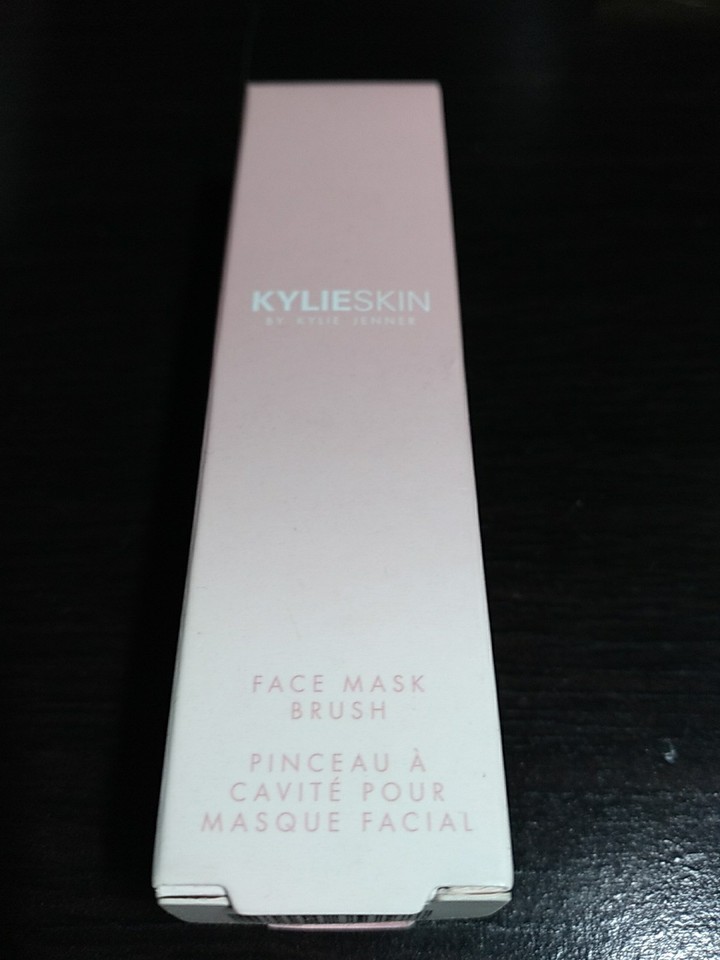 KYLIESKIN
BY KYLIE JENNER
FACE MASK
BRUSH
PINCEAU À
CAVITÉ POUR
MASQUE FACIAL